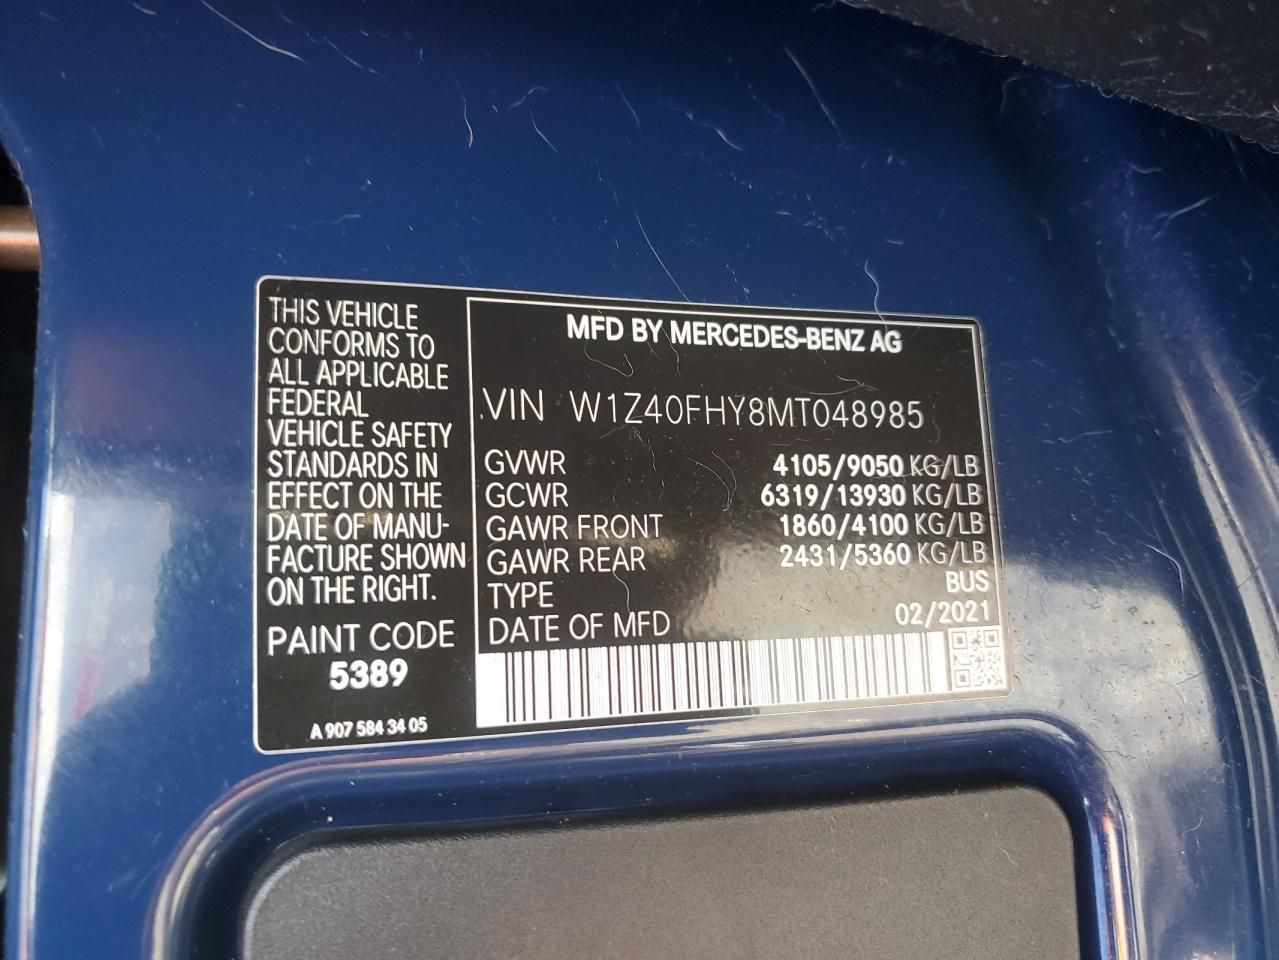 THIS VEHICLE
CONFORMS TO
ALL APPLICABLE
FEDERAL
VEHICLE SAFETY
STANDARDS IN
EFFECT ON THE
DATE OF MANU-
FACTURE SHOWN
ON THE RIGHT.
PAINT CODE
5389
A 907 584 34 05
MFD BY MERCEDES-BENZ AG
VIN W1Z40FHY8MT048985
GVWR 4105/9050 KG/LB
GCWR 6319/13930 KG/LB
GAWR FRONT 1860/4100 KG/LB
GAWR REAR 2431/5360 KG/LB
TYPE BUS
DATE OF MFD 02/2021